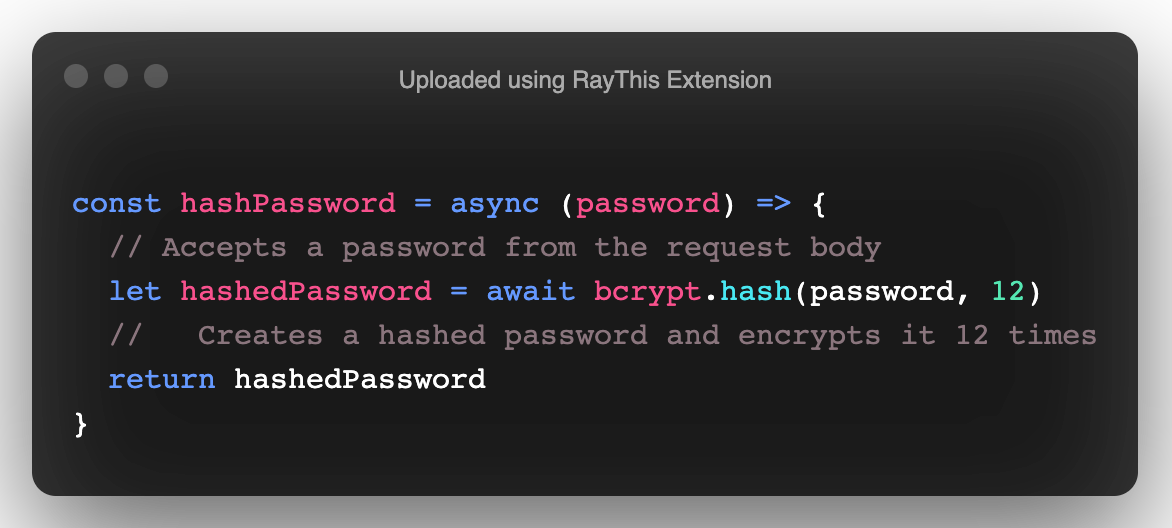 Uploaded using RayThis Extension
const hashPassword = async (password) => {
  // Accepts a password from the request body
  let hashedPassword = await bcrypt.hash(password, 12)
  //   Creates a hashed password and encrypts it 12 times
  return hashedPassword
}